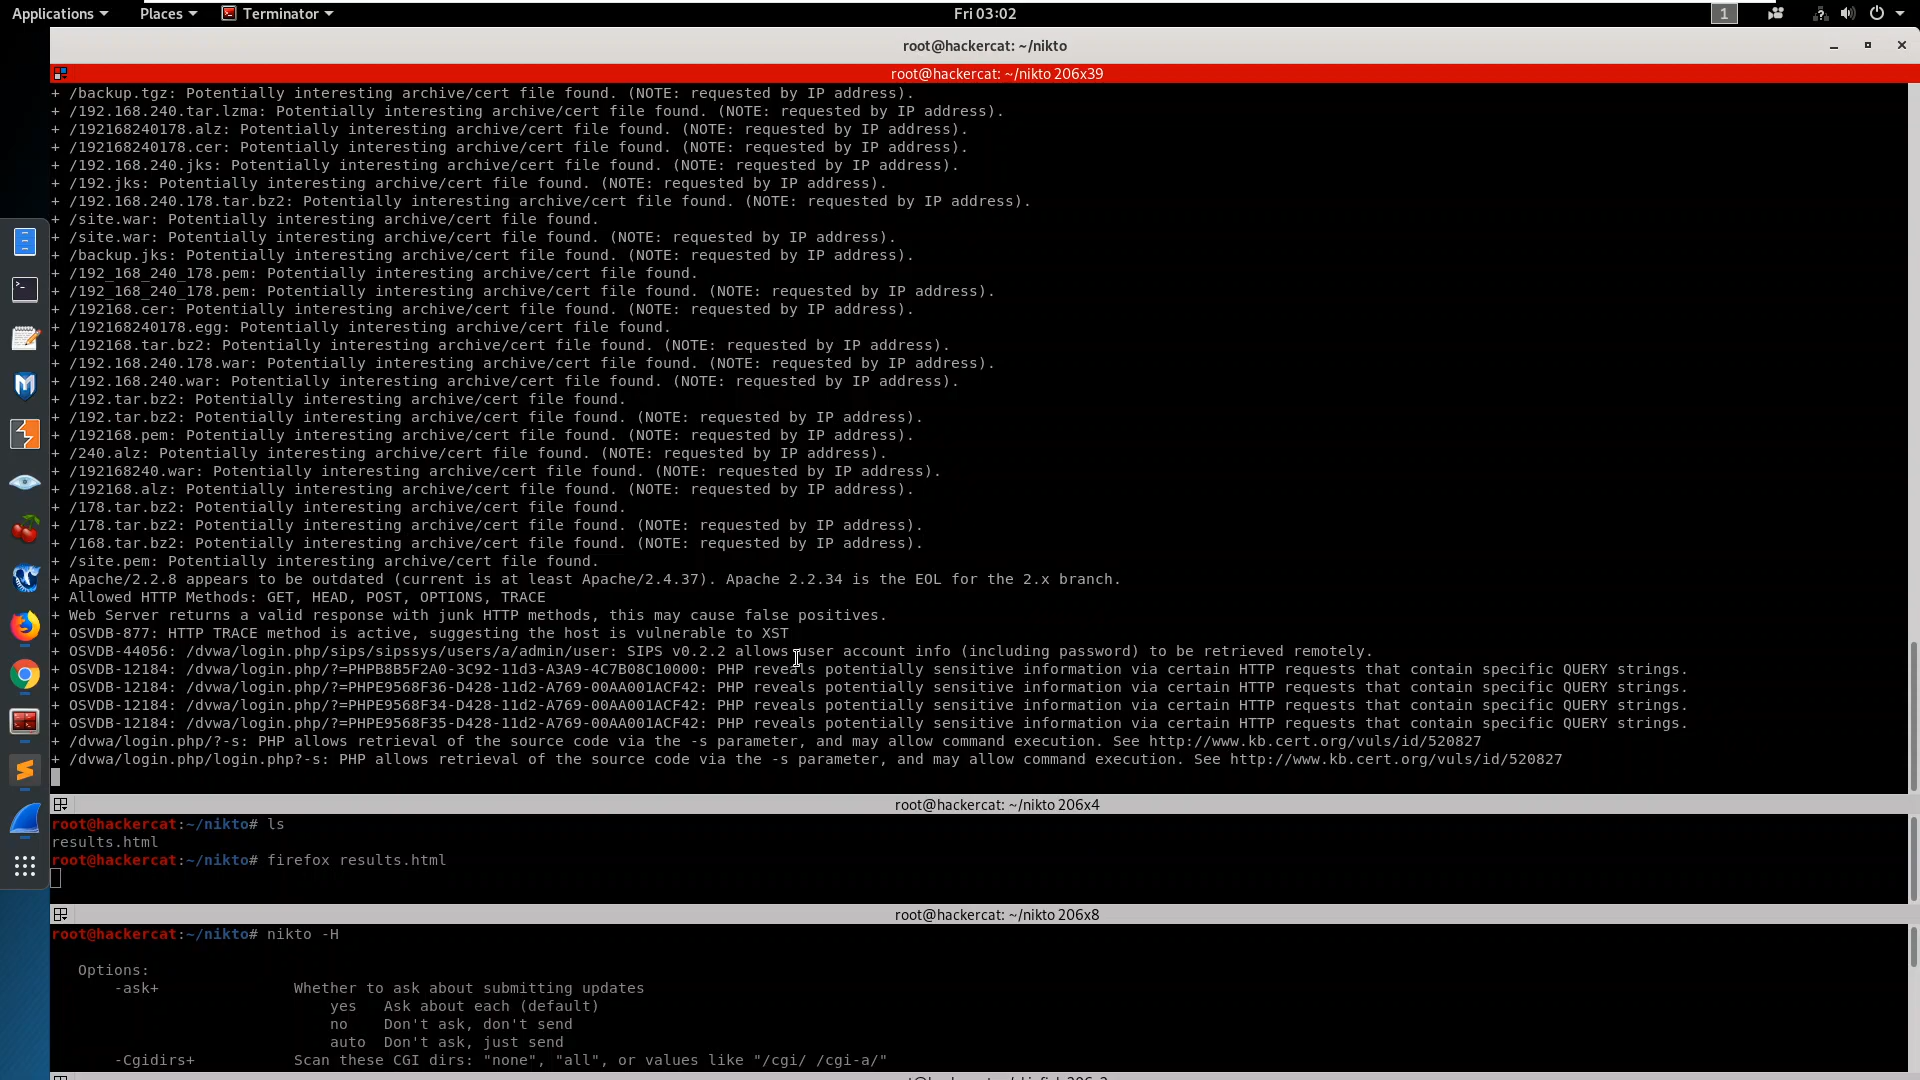 Applications Places Terminator Fri 03:02 1
root@hackercat: ~/nikto
root@hackercat: ~/nikto 206x39
+ /backup.tgz: Potentially interesting archive/cert file found. (NOTE: requested by IP address).
+ /192.168.240.tar.lzma: Potentially interesting archive/cert file found. (NOTE: requested by IP address).
+ /192168240178.alz: Potentially interesting archive/cert file found. (NOTE: requested by IP address).
+ /192168240178.cer: Potentially interesting archive/cert file found. (NOTE: requested by IP address).
+ /192.168.240.jks: Potentially interesting archive/cert file found. (NOTE: requested by IP address).
+ /192.jks: Potentially interesting archive/cert file found. (NOTE: requested by IP address).
+ /192.168.240.178.tar.bz2: Potentially interesting archive/cert file found. (NOTE: requested by IP address).
+ /site.war: Potentially interesting archive/cert file found.
+ /site.war: Potentially interesting archive/cert file found. (NOTE: requested by IP address).
+ /backup.jks: Potentially interesting archive/cert file found. (NOTE: requested by IP address).
+ /192_168_240_178.pem: Potentially interesting archive/cert file found.
+ /192_168_240_178.pem: Potentially interesting archive/cert file found. (NOTE: requested by IP address).
+ /192168.cer: Potentially interesting archive/cert file found. (NOTE: requested by IP address).
+ /192168240178.egg: Potentially interesting archive/cert file found.
+ /192168.tar.bz2: Potentially interesting archive/cert file found. (NOTE: requested by IP address).
+ /192.168.240.178.war: Potentially interesting archive/cert file found. (NOTE: requested by IP address).
+ /192.168.240.war: Potentially interesting archive/cert file found. (NOTE: requested by IP address).
+ /192.tar.bz2: Potentially interesting archive/cert file found.
+ /192.tar.bz2: Potentially interesting archive/cert file found. (NOTE: requested by IP address).
+ /192168.pem: Potentially interesting archive/cert file found. (NOTE: requested by IP address).
+ /240.alz: Potentially interesting archive/cert file found. (NOTE: requested by IP address).
+ /192168240.war: Potentially interesting archive/cert file found. (NOTE: requested by IP address).
+ /192168.alz: Potentially interesting archive/cert file found. (NOTE: requested by IP address).
+ /178.tar.bz2: Potentially interesting archive/cert file found.
+ /178.tar.bz2: Potentially interesting archive/cert file found. (NOTE: requested by IP address).
+ /168.tar.bz2: Potentially interesting archive/cert file found. (NOTE: requested by IP address).
+ /site.pem: Potentially interesting archive/cert file found.
+ Apache/2.2.8 appears to be outdated (current is at least Apache/2.4.37). Apache 2.2.34 is the EOL for the 2.x branch.
+ Allowed HTTP Methods: GET, HEAD, POST, OPTIONS, TRACE
+ Web Server returns a valid response with junk HTTP methods, this may cause false positives.
+ OSVDB-877: HTTP TRACE method is active, suggesting the host is vulnerable to XST
+ OSVDB-44056: /dvwa/login.php/sips/sipssys/users/a/admin/user: SIPS v0.2.2 allows user account info (including password) to be retrieved remotely.
+ OSVDB-12184: /dvwa/login.php/?=PHPB8B5F2A0-3C92-11d3-A3A9-4C7B08C10000: PHP reveals potentially sensitive information via certain HTTP requests that contain specific QUERY strings.
+ OSVDB-12184: /dvwa/login.php/?=PHPE9568F36-D428-11d2-A769-00AA001ACF42: PHP reveals potentially sensitive information via certain HTTP requests that contain specific QUERY strings.
+ OSVDB-12184: /dvwa/login.php/?=PHPE9568F34-D428-11d2-A769-00AA001ACF42: PHP reveals potentially sensitive information via certain HTTP requests that contain specific QUERY strings.
+ OSVDB-12184: /dvwa/login.php/?=PHPE9568F35-D428-11d2-A769-00AA001ACF42: PHP reveals potentially sensitive information via certain HTTP requests that contain specific QUERY strings.
+ /dvwa/login.php/?-s: PHP allows retrieval of the source code via the -s parameter, and may allow command execution. See http://www.kb.cert.org/vuls/id/520827
+ /dvwa/login.php/login.php?-s: PHP allows retrieval of the source code via the -s parameter, and may allow command execution. See http://www.kb.cert.org/vuls/id/520827
root@hackercat: ~/nikto 206x4
root@hackercat:~/nikto# ls
results.html
root@hackercat:~/nikto# firefox results.html
root@hackercat: ~/nikto 206x8
root@hackercat:~/nikto# nikto -H
Options:
-ask+ Whether to ask about submitting updates
yes Ask about each (default)
no Don't ask, don't send
auto Don't ask, just send
-Cgidirs+ Scan these CGI dirs: "none", "all", or values like "/cgi/ /cgi-a/"